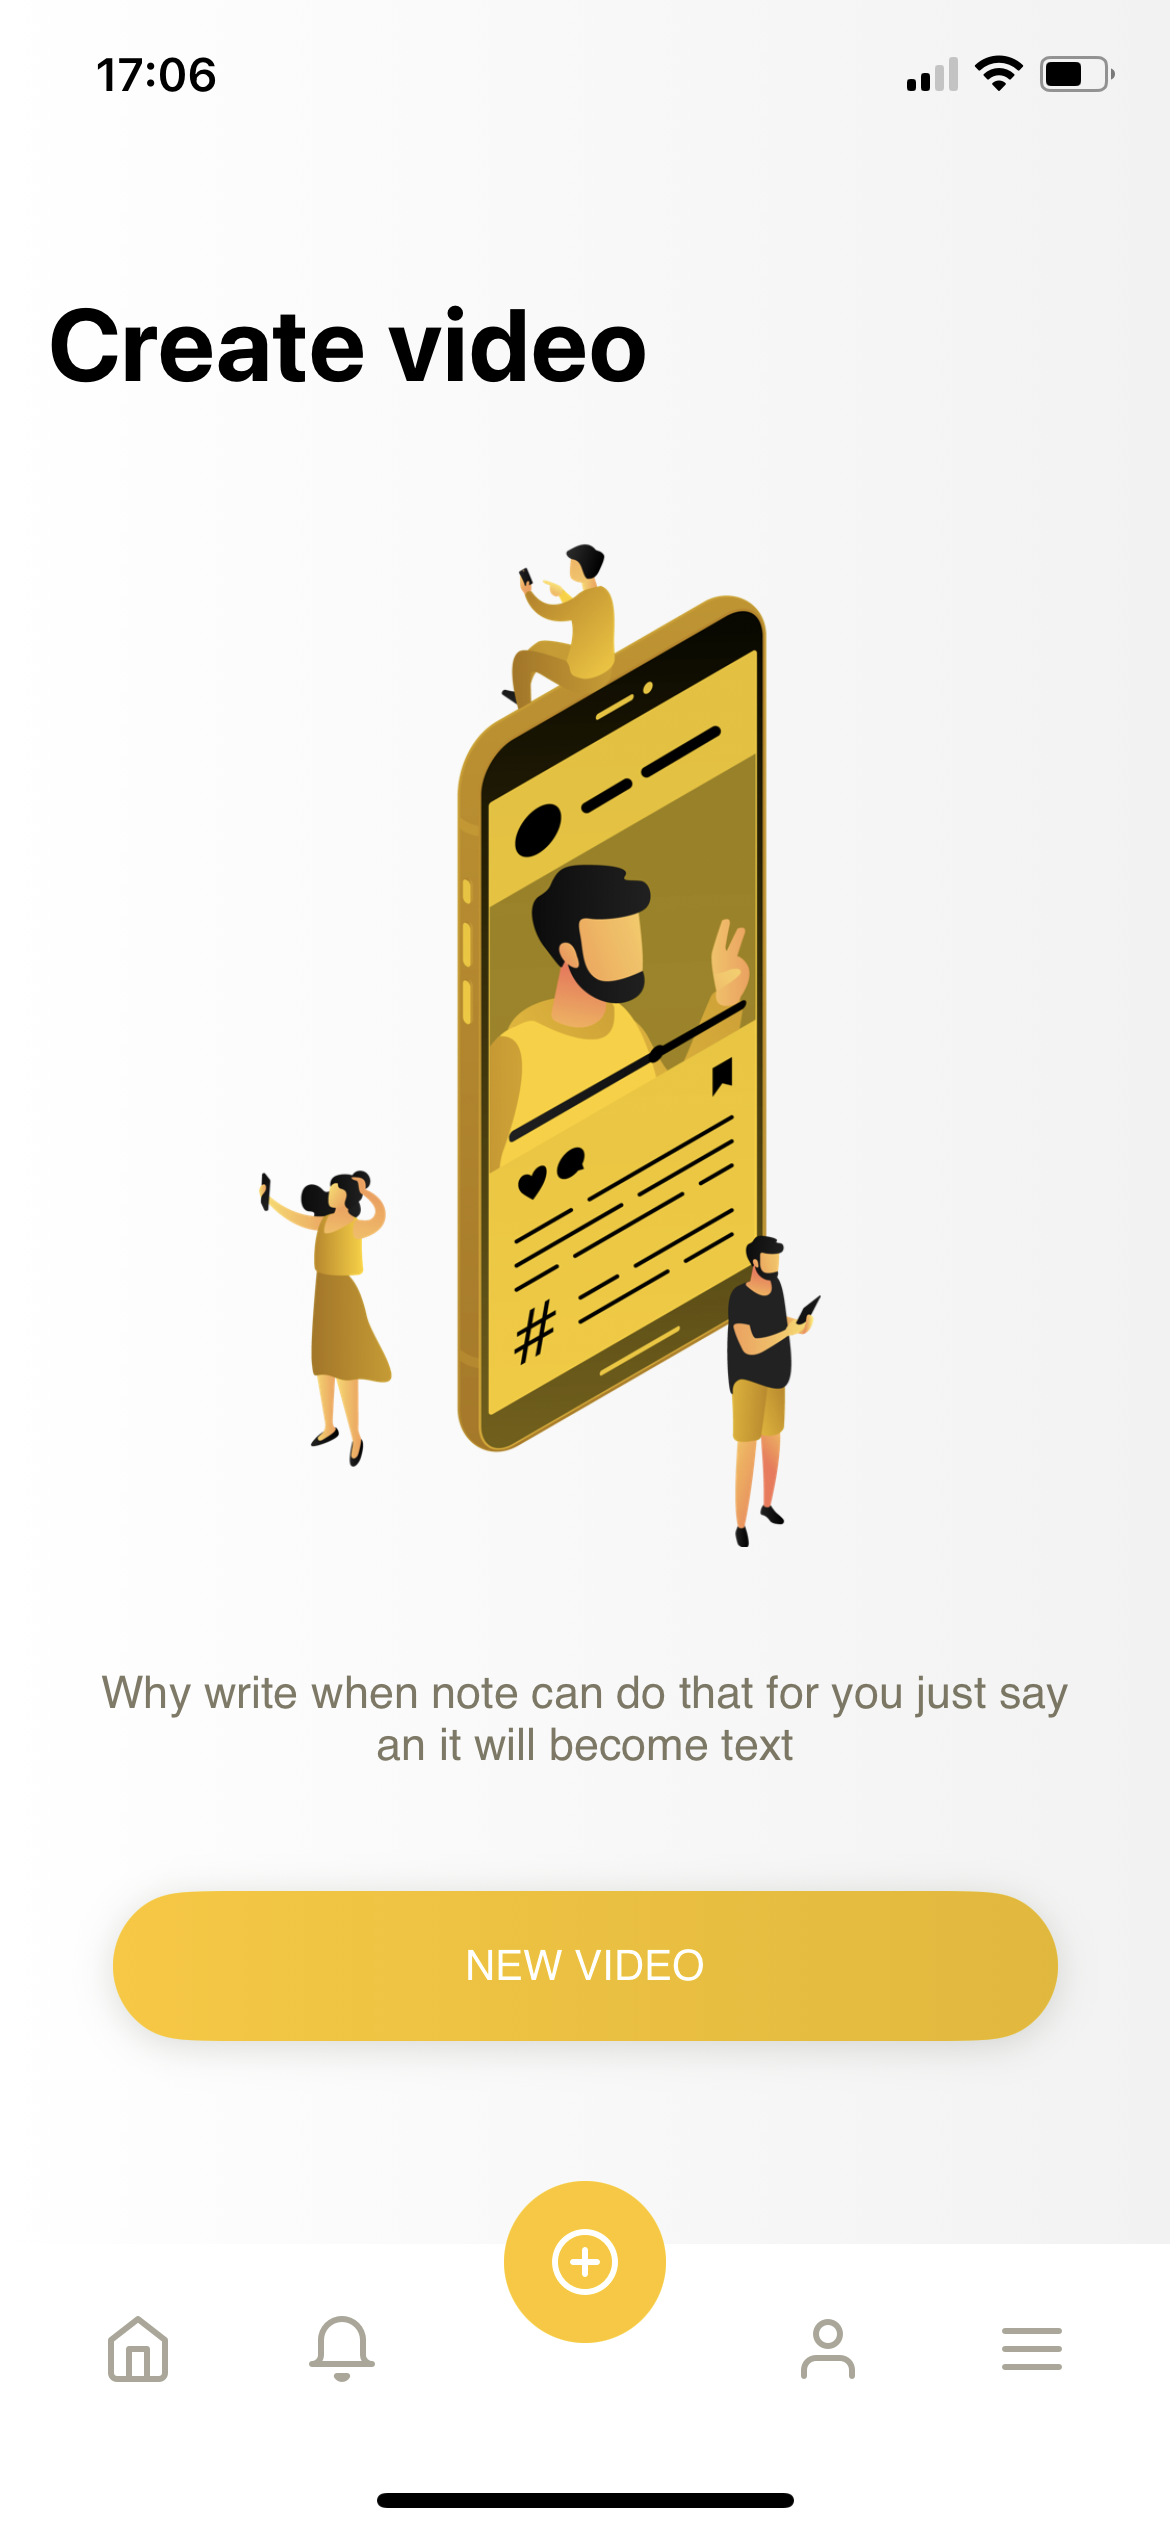 17:06
Create video
#
Why write when note can do that for you just say
an it will become text
NEW VIDEO